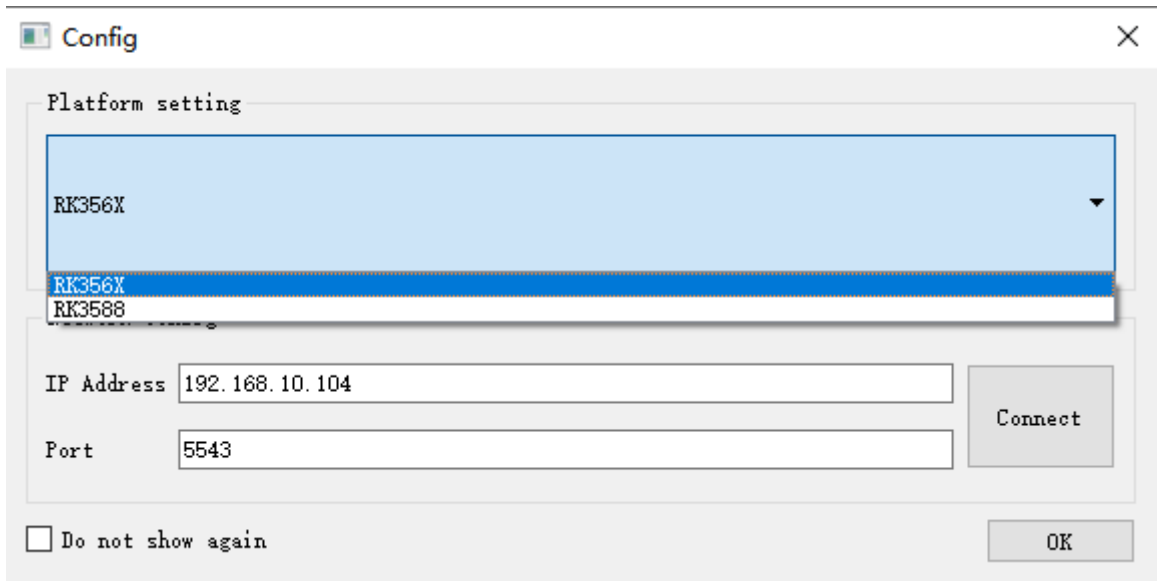 Config
Platform setting
RK356X
RK356X
RK3588
IP Address 192.168.10.104
Connect
Port 5543
Do not show again
OK